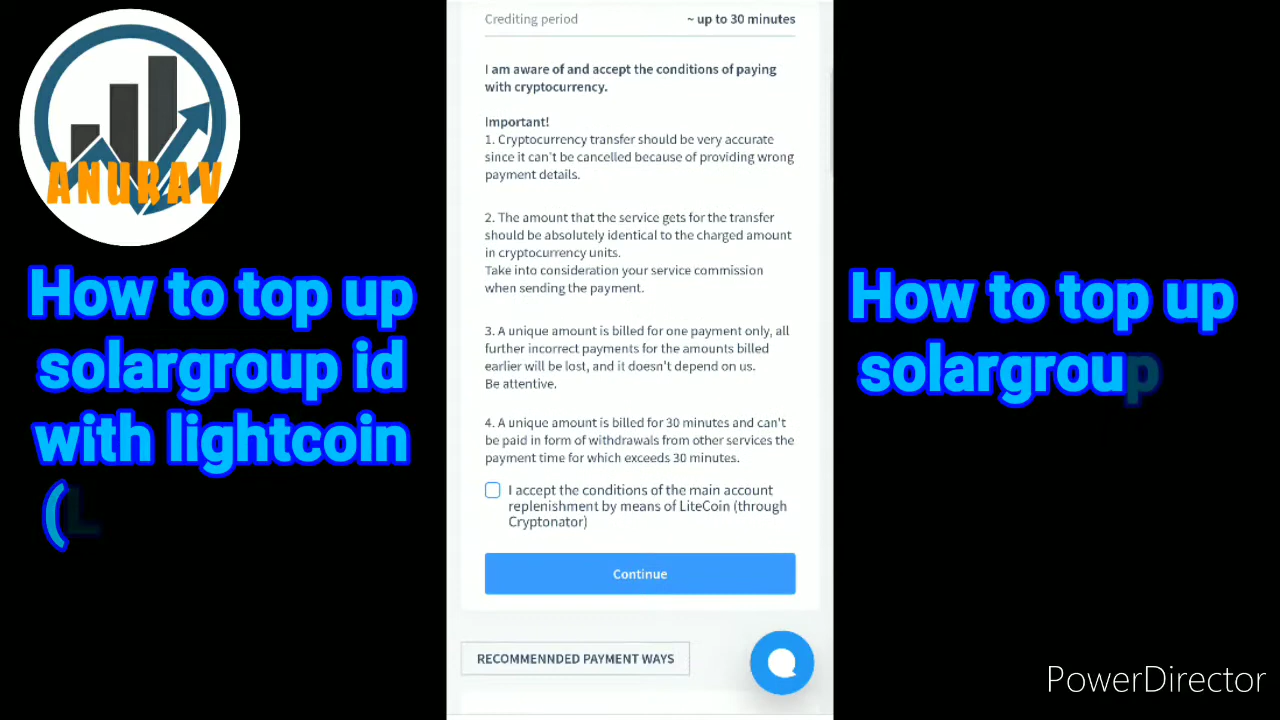 ANURAV
How to top up
solargroup id
with lightcoin
(L
Crediting period ~ up to 30 minutes
I am aware of and accept the conditions of paying
with cryptocurrency.
Important!
1. Cryptocurrency transfer should be very accurate
since it can't be cancelled because of providing wrong
payment details.
2. The amount that the service gets for the transfer
should be absolutely identical to the charged amount
in cryptocurrency units.
Take into consideration your service commission
when sending the payment.
3. A unique amount is billed for one payment only, all
further incorrect payments for the amounts billed
earlier will be lost, and it doesn't depend on us.
Be attentive.
4. A unique amount is billed for 30 minutes and can't
be paid in form of withdrawals from other services the
payment time for which exceeds 30 minutes.
I accept the conditions of the main account
replenishment by means of LiteCoin (through
Cryptonator)
Continue
RECOMMENNDED PAYMENT WAYS
How to top up
solargroup
PowerDirector